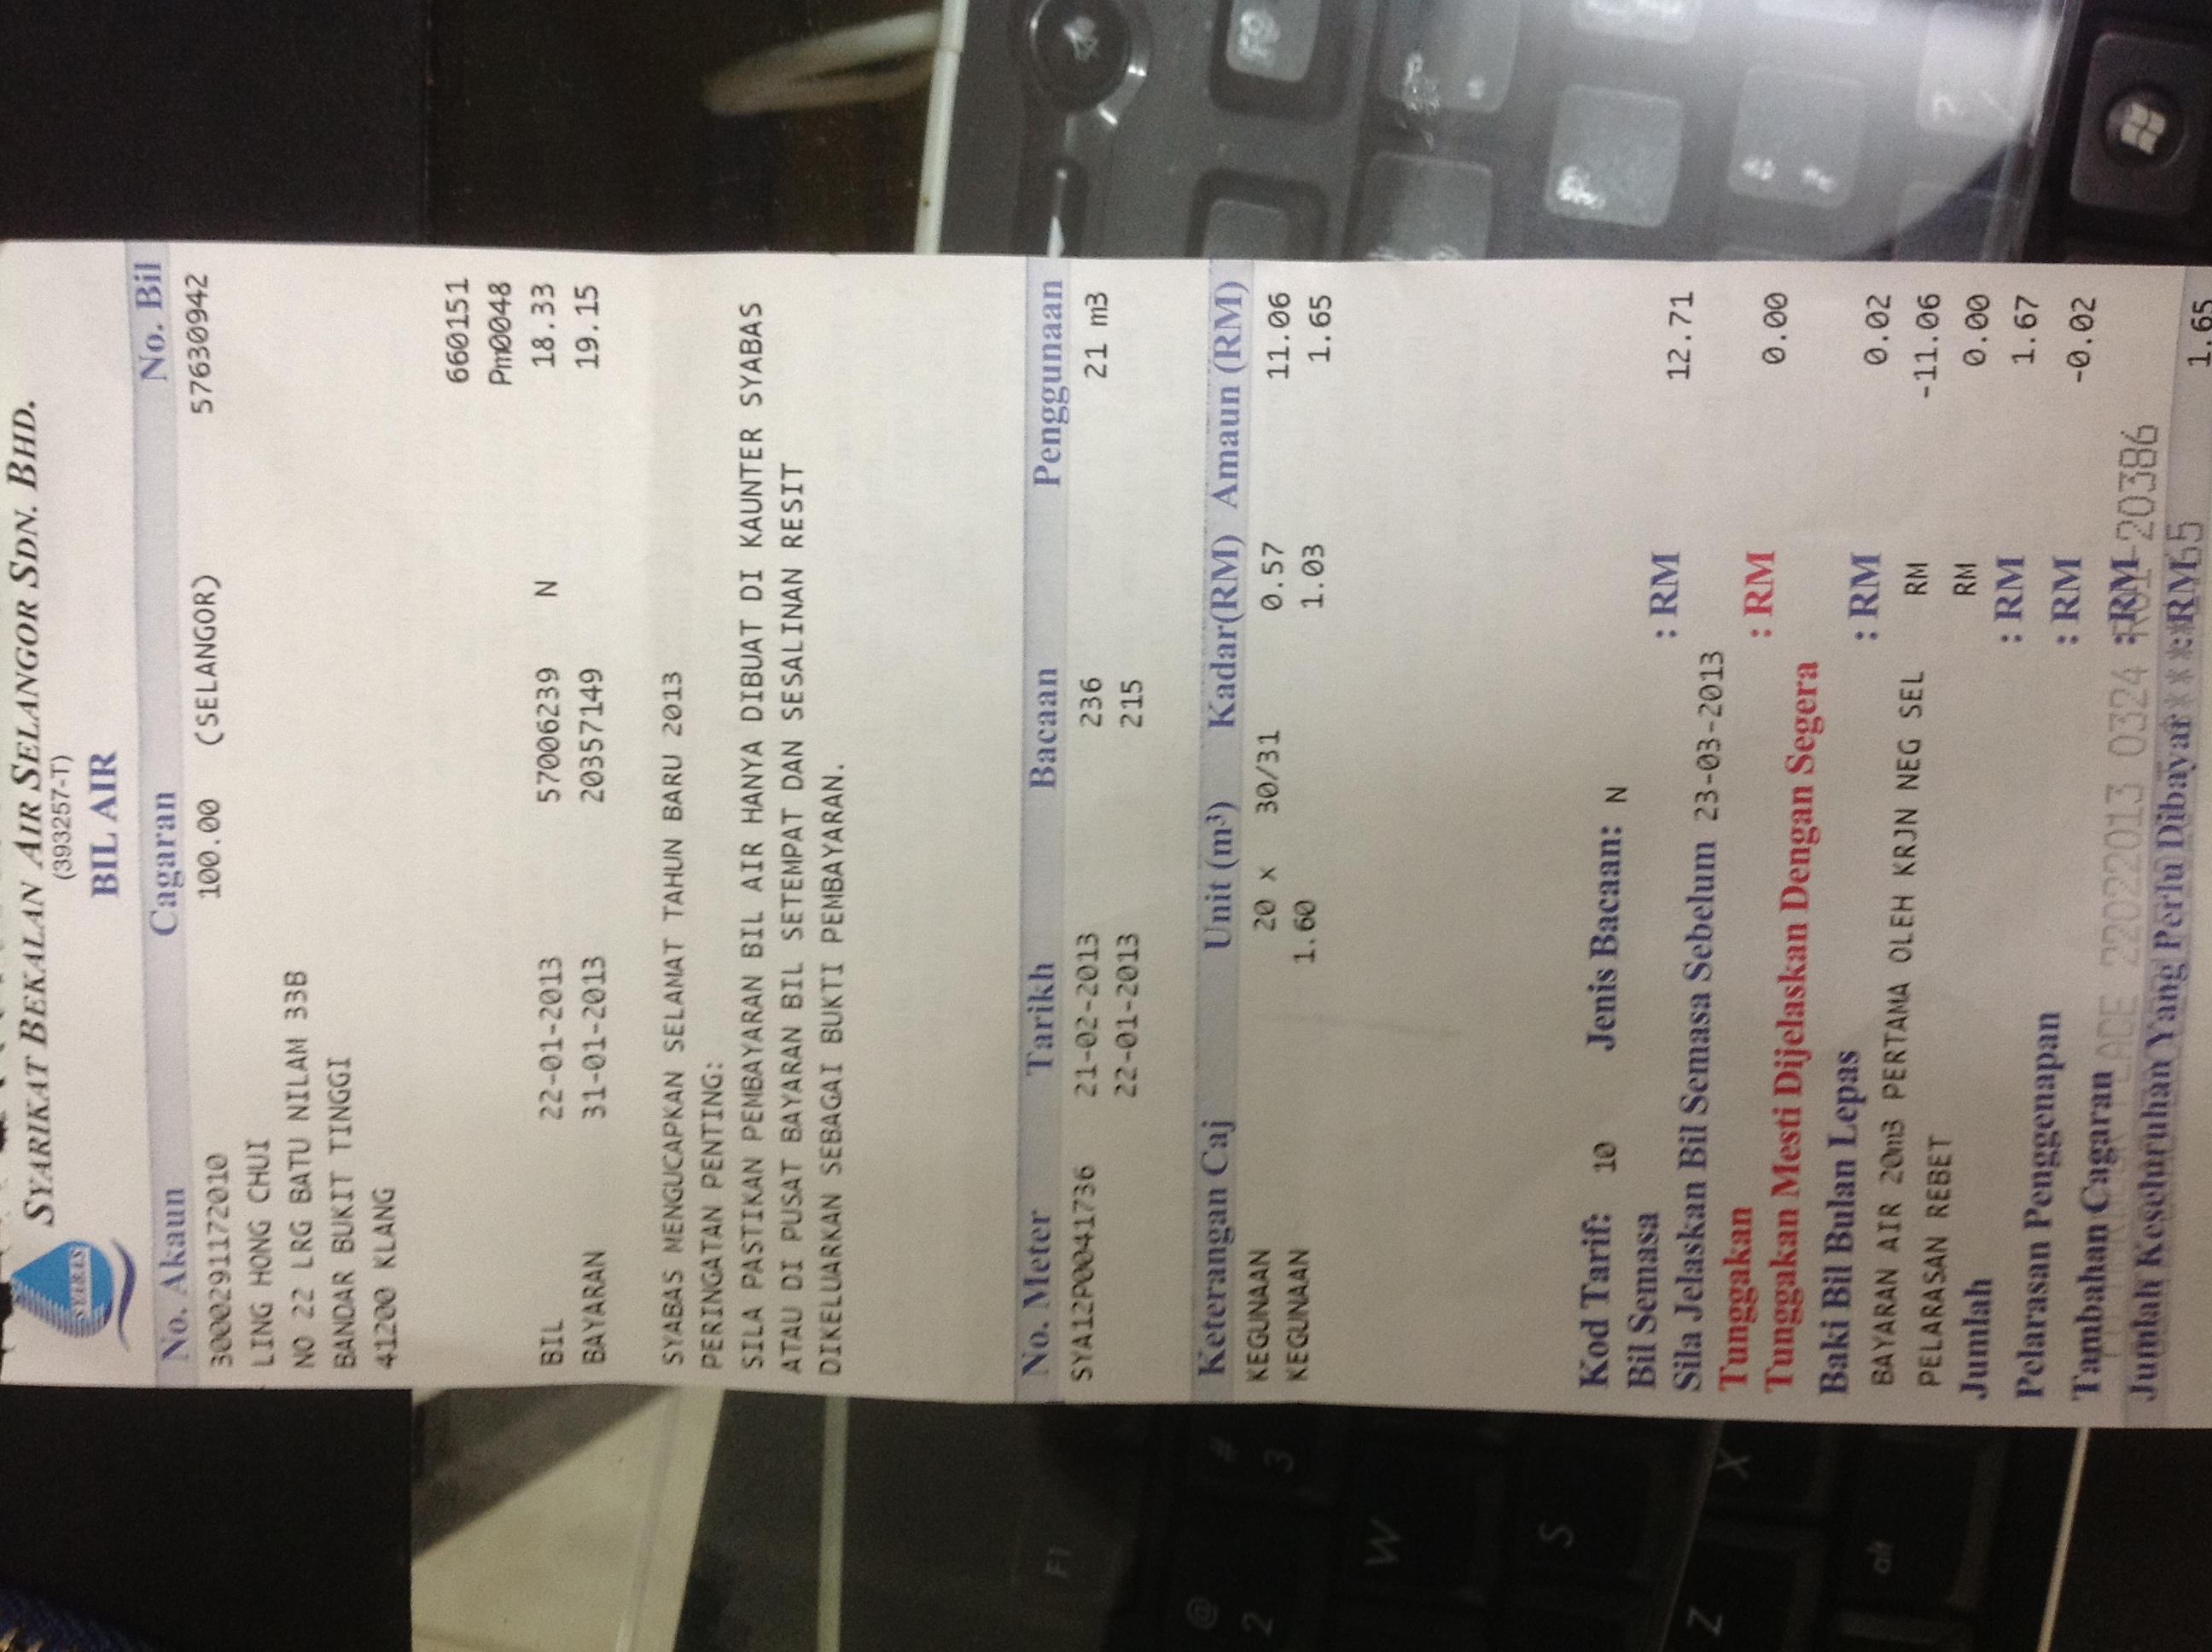 SYARIKAT BEKALAN AIR SELANGOR SDN. BHD.
(393257-T)
SYABAS
BIL AIR
No. Akaun Cagaran No. Bil
300029117201​0 100.00 (SELANGOR) 57630942
LING HONG CHUI
NO 22 LRG BATU NILAM 33B
BANDAR BUKIT TINGGI
41200 KLANG
660151
Pm0048
BIL 22-01-2013 57006239 N 18.33
BAYARAN 31-01-2013 20357149 19.15
SYABAS MENGUCAPKAN SELAMAT TAHUN BARU 2013
PERINGATAN PENTING:
SILA PASTIKAN PEMBAYARAN BIL AIR HANYA DIBUAT DI KAUNTER SYABAS
ATAU DI PUSAT BAYARAN BIL SETEMPAT DAN SESALINAN RESIT
DIKELUARKAN SEBAGAI BUKTI PEMBAYARAN.
No. Meter Tarikh Bacaan Penggunaan
SYA12P0041736 21-02-2013 236 21 m3
22-01-2013 215
Keterangan Caj Unit (m³) Kadar(RM) Amaun (RM)
KEGUNAAN 20 x 30/31 0.57 11.06
KEGUNAAN 1.60 1.03 1.65
Kod Tarif: 10 Jenis Bacaan: N
Bil Semasa : RM 12.71
Sila Jelaskan Bil Semasa Sebelum 23-03-2013
Tunggakan : RM 0.00
Tunggakan Mesti Dijelaskan Dengan Segera
Baki Bil Bulan Lepas : RM 0.02
BAYARAN AIR 20m3 PERTAMA OLEH KRJN NEG SEL RM -11.06
PELARASAN REBET RM 0.00
Jumlah : RM 1.67
Pelarasan Penggenapan : RM -0.02
Tambahan Cagaran : RM
22022013 0324 20386
Jumlah Keseluruhan Yang Perlu Dibayar : RM 1.65